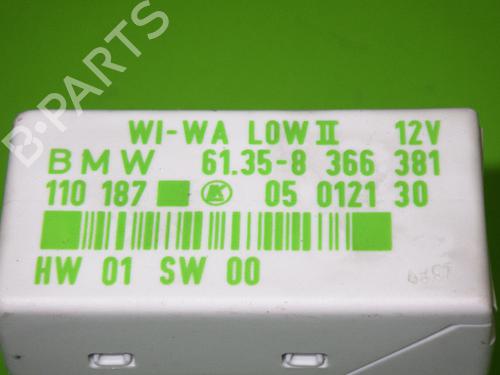 B-PARTS
WI-WA LOW II 12V
BMW 61.35-8 366 381
110 187 K 05 0121 30
HW 01 SW 00